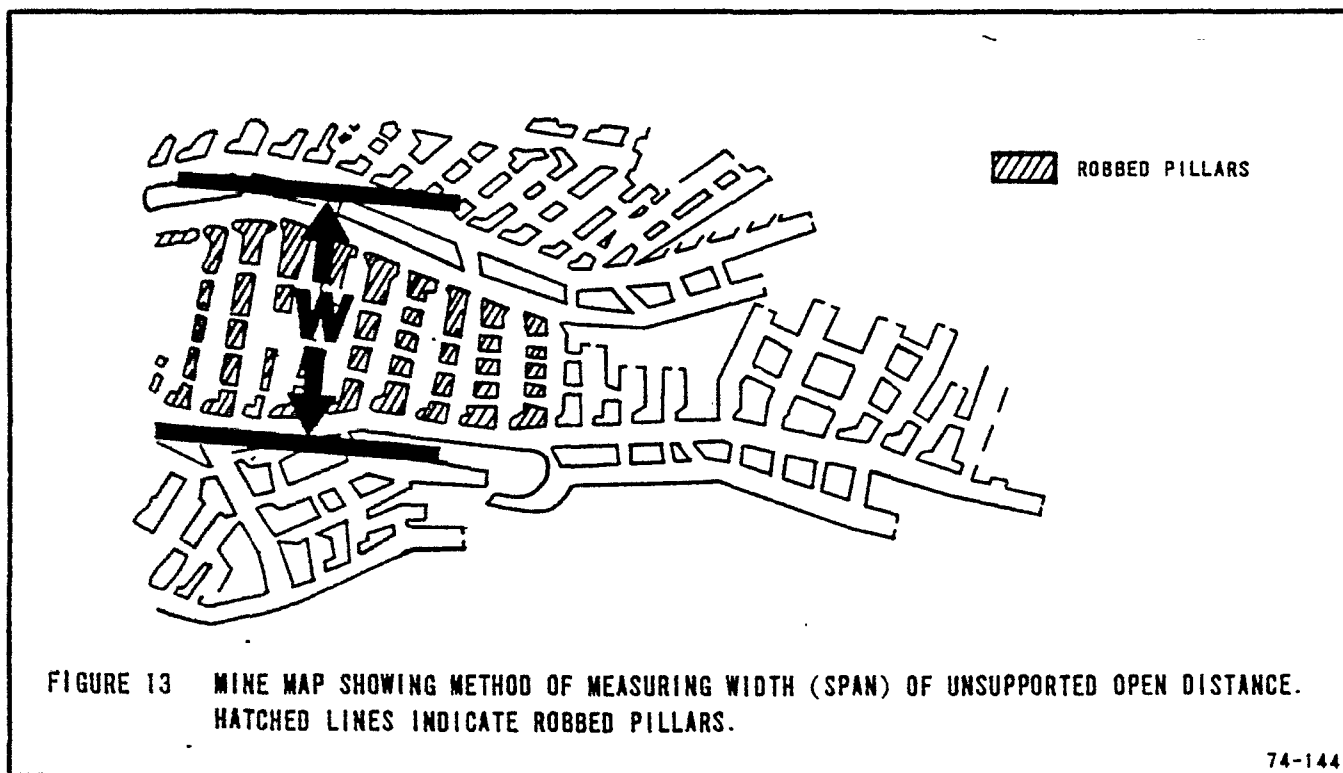 ROBBED PILLARS
W
FIGURE 13 MINE MAP SHOWING METHOD OF MEASURING WIDTH (SPAN) OF UNSUPPORTED OPEN DISTANCE.
HATCHED LINES INDICATE ROBBED PILLARS.
74-144